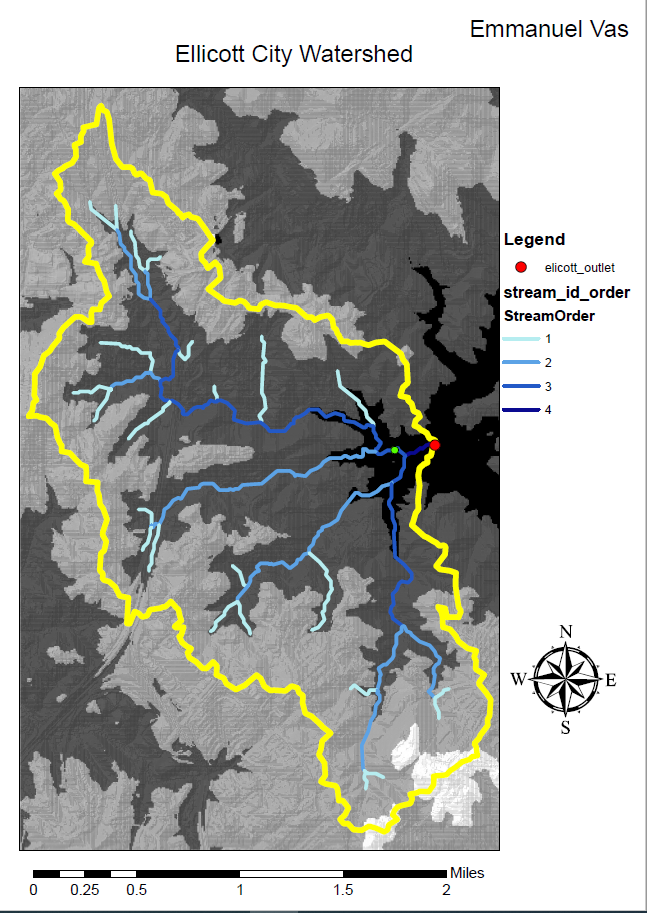 Emmanuel Vas
Ellicott City Watershed
Legend
elicott_outlet
stream_id_order
StreamOrder
1
2
3
4
N
W E
S
Miles
0 0.25 0.5 1 1.5 2